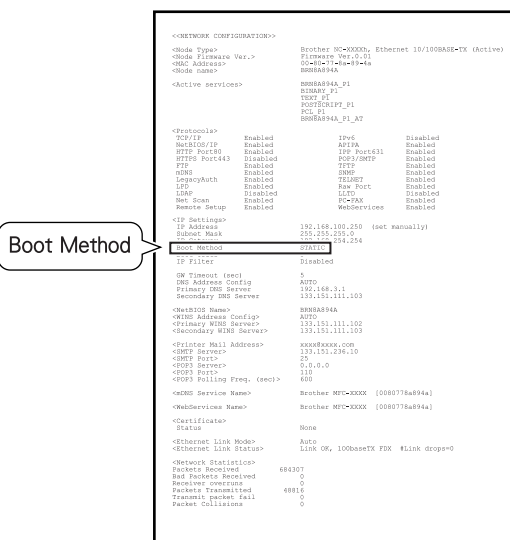 <<NETWORK CONFIGURATION>>
<Node Type> Brother NC-XXXXh, Ethernet 10/100BASE-TX (Active)
<Node Firmware Ver.> Firmware Ver.0.01
<MAC Address> 00-80-77-8a-89-4a
<Node name> BRN8A894A
<Active services> BRN8A894A_P1
BINARY_P1
TEXT_P1
POSTSCRIPT_P1
PCL_P1
BRN8A894A_P1_AT
<Protocols>
TCP/IP Enabled IPv6 Disabled
NetBIOS/IP Enabled APIPA Enabled
HTTP Port80 Enabled IPP Port631 Enabled
HTTPS Port443 Disabled POP3/SMTP Enabled
FTP Enabled TFTP Enabled
mDNS Enabled SNMP Enabled
LegacyAuth Enabled TELNET Enabled
LPD Enabled Raw Port Enabled
LDAP Disabled LLTD Disabled
Net Scan Enabled PC-FAX Enabled
Remote Setup Enabled WebServices Enabled
<IP Settings>
IP Address 192.168.100.250 (set manually)
Subnet Mask 255.255.255.0
254.254
Boot Method
Boot Method STATIC
IP Filter Disabled
GW Timeout (sec) 5
DNS Address Config AUTO
Primary DNS Server 192.168.3.1
Secondary DNS Server 133.151.111.103
<NetBIOS Name> BRN8A894A
<WINS Address Config> AUTO
<Primary WINS Server> 133.151.111.102
<Secondary WINS Server> 133.151.111.103
<Printer Mail Address> xxxx@xxxx.com
<SMTP Server> 133.151.236.10
<SMTP Port> 25
<POP3 Server> 0.0.0.0
<POP3 Port> 110
<POP3 Polling Freq. (sec)> 600
<mDNS Service Name> Brother MFC-XXXX [0080778a894a]
<WebServices Name> Brother MFC-XXXX [0080778a894a]
<Certificate>
Status None
<Ethernet Link Mode> Auto
<Ethernet Link Status> Link OK, 100baseTX FDX #Link drops=0
<Network Statistics>
Packets Received 684307
Bad Packets Received 0
Receiver overruns 0
Packets Transmitted 48816
Transmit packet fail 0
Packet Collisions 0